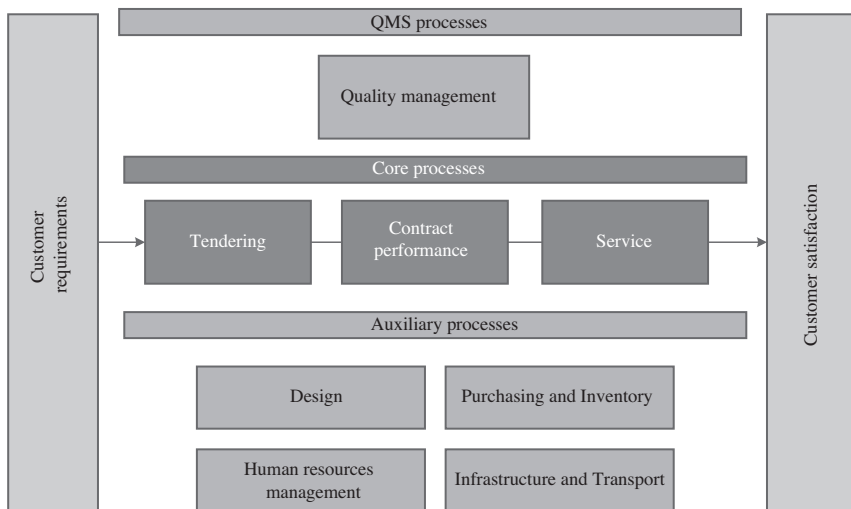 QMS processes
Quality management
Core processes
Customer
requirements
Tendering
Contract
performance
Service
Customer satisfaction
Auxiliary processes
Design
Purchasing and Inventory
Human resources
management
Infrastructure and Transport